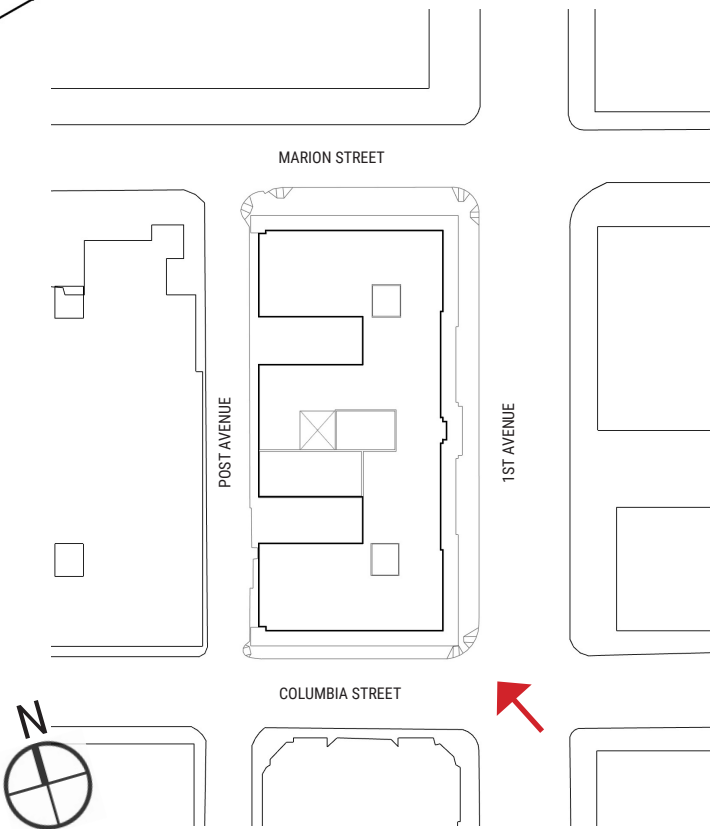 MARION STREET
POST AVENUE
1ST AVENUE
COLUMBIA STREET
N